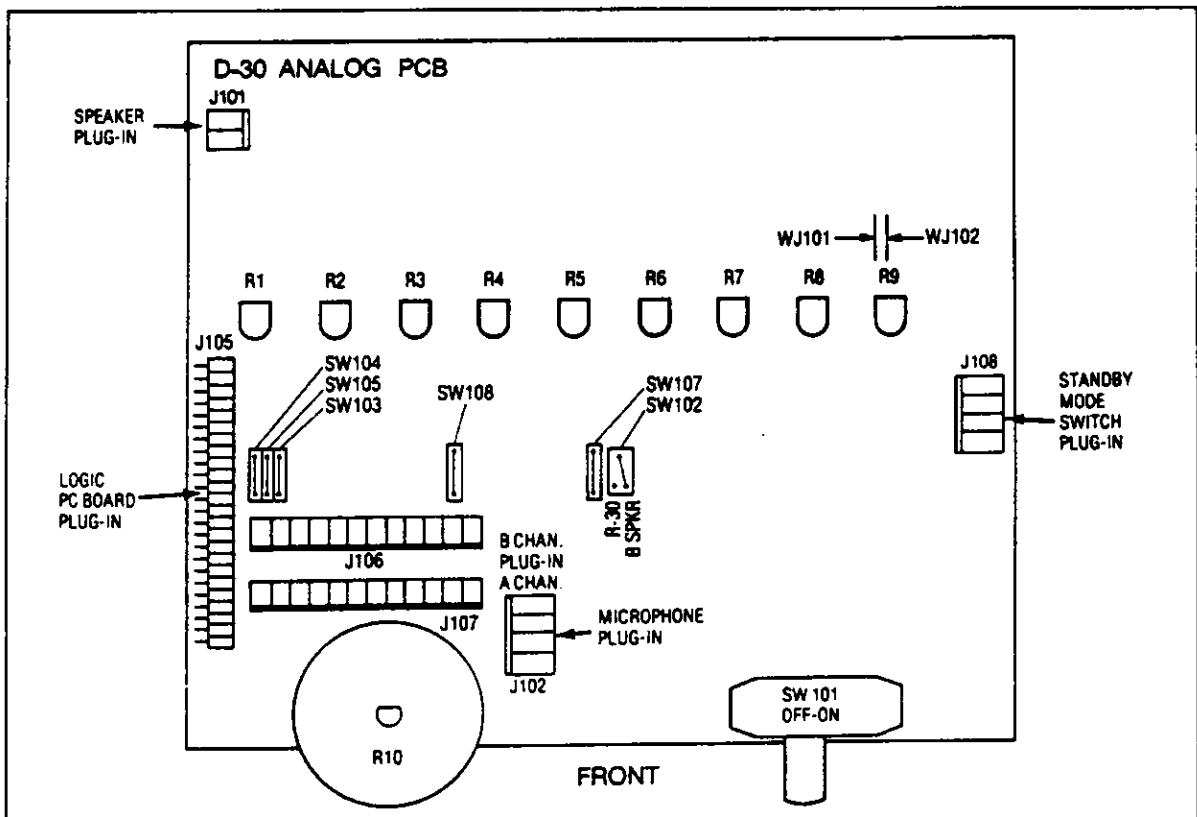 D-30 ANALOG PCB
J101
SPEAKER
PLUG-IN
WJ101
WJ102
R1 R2 R3 R4 R5 R6 R7 R8 R9
J105
SW104
SW105
SW103
SW108
SW107
SW102
J108
STANDBY
MODE
SWITCH
PLUG-IN
LOGIC
PC BOARD
PLUG-IN
R-30
B SPKR
J106
B CHAN.
PLUG-IN
A CHAN.
J107
MICROPHONE
PLUG-IN
J102
SW 101
OFF-ON
R10
FRONT